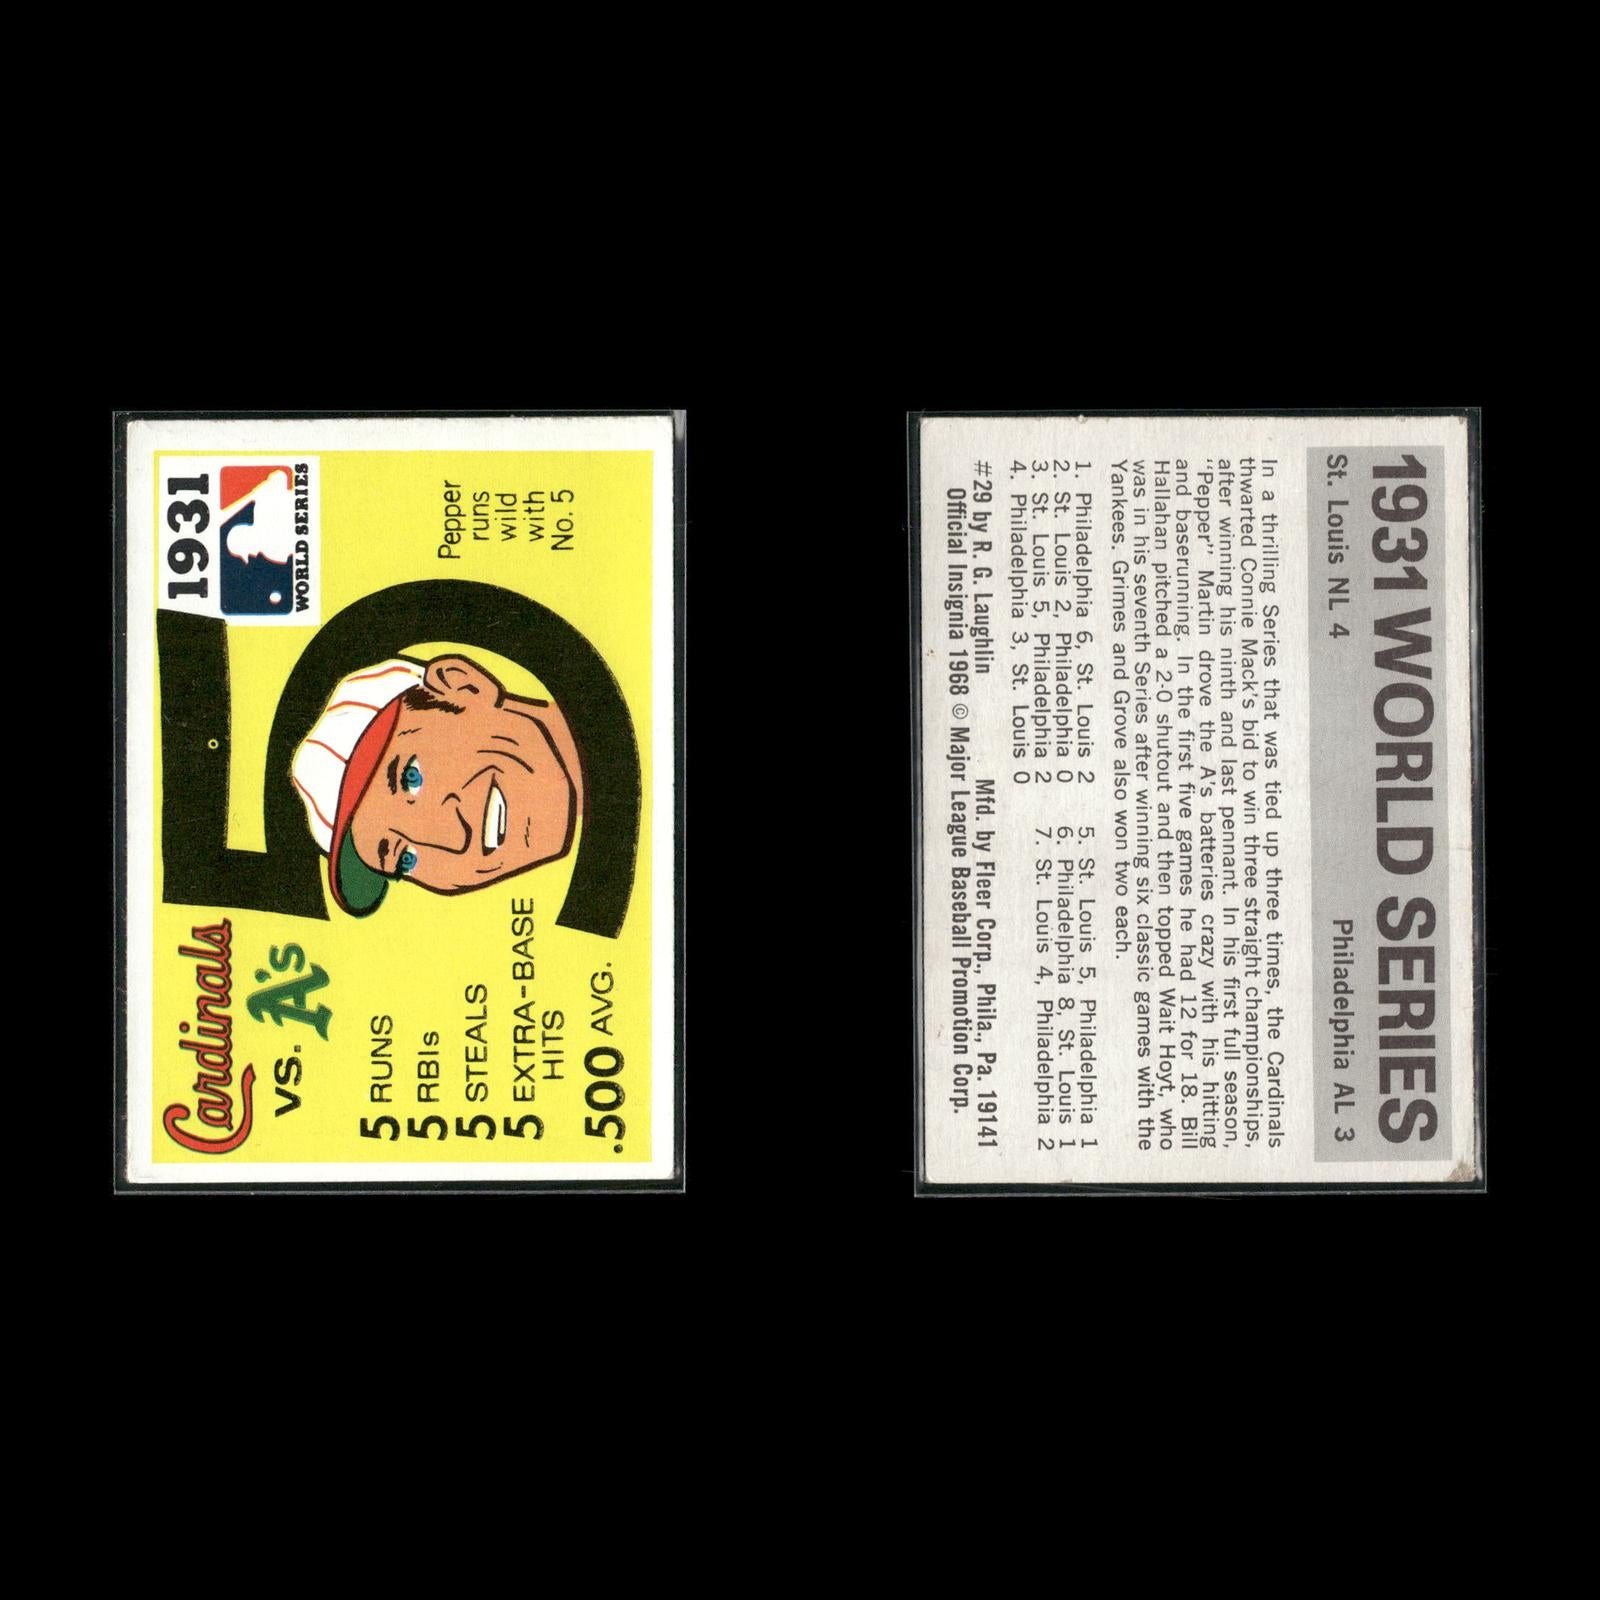 1931
WORLD SERIES
Pepper
runs
wild
with
No. 5
Cardinals
VS. A's
5 RUNS
5 RBIs
5 STEALS
5 EXTRA-BASE
HITS
.500 AVG.
1931 WORLD SERIES
St. Louis NL 4 Philadelphia AL 3
In a thrilling Series that was tied up three times, the Cardinals
thwarted Connie Mack's bid to win three straight championships,
after winning his ninth and last pennant. In his first full season,
"Pepper" Martin drove the A's batteries crazy with his hitting
and baserunning. In the first five games he had 12 for 18. Bill
Hallahan pitched a 2-0 shutout and then topped Wait Hoyt, who
was in his seventh Series after winning six classic games with the
Yankees. Grimes and Grove also won two each.
1. Philadelphia 6, St. Louis 2 5. St. Louis 5, Philadelphia 1
2. St. Louis 2, Philadelphia 0 6. Philadelphia 8, St. Louis 1
3. St. Louis 5, Philadelphia 2 7. St. Louis 4, Philadelphia 2
4. Philadelphia 3, St. Louis 0
#29 by R. G. Laughlin Mfd. by Fleer Corp., Phila., Pa. 19141
Official Insignia 1968 © Major League Baseball Promotion Corp.